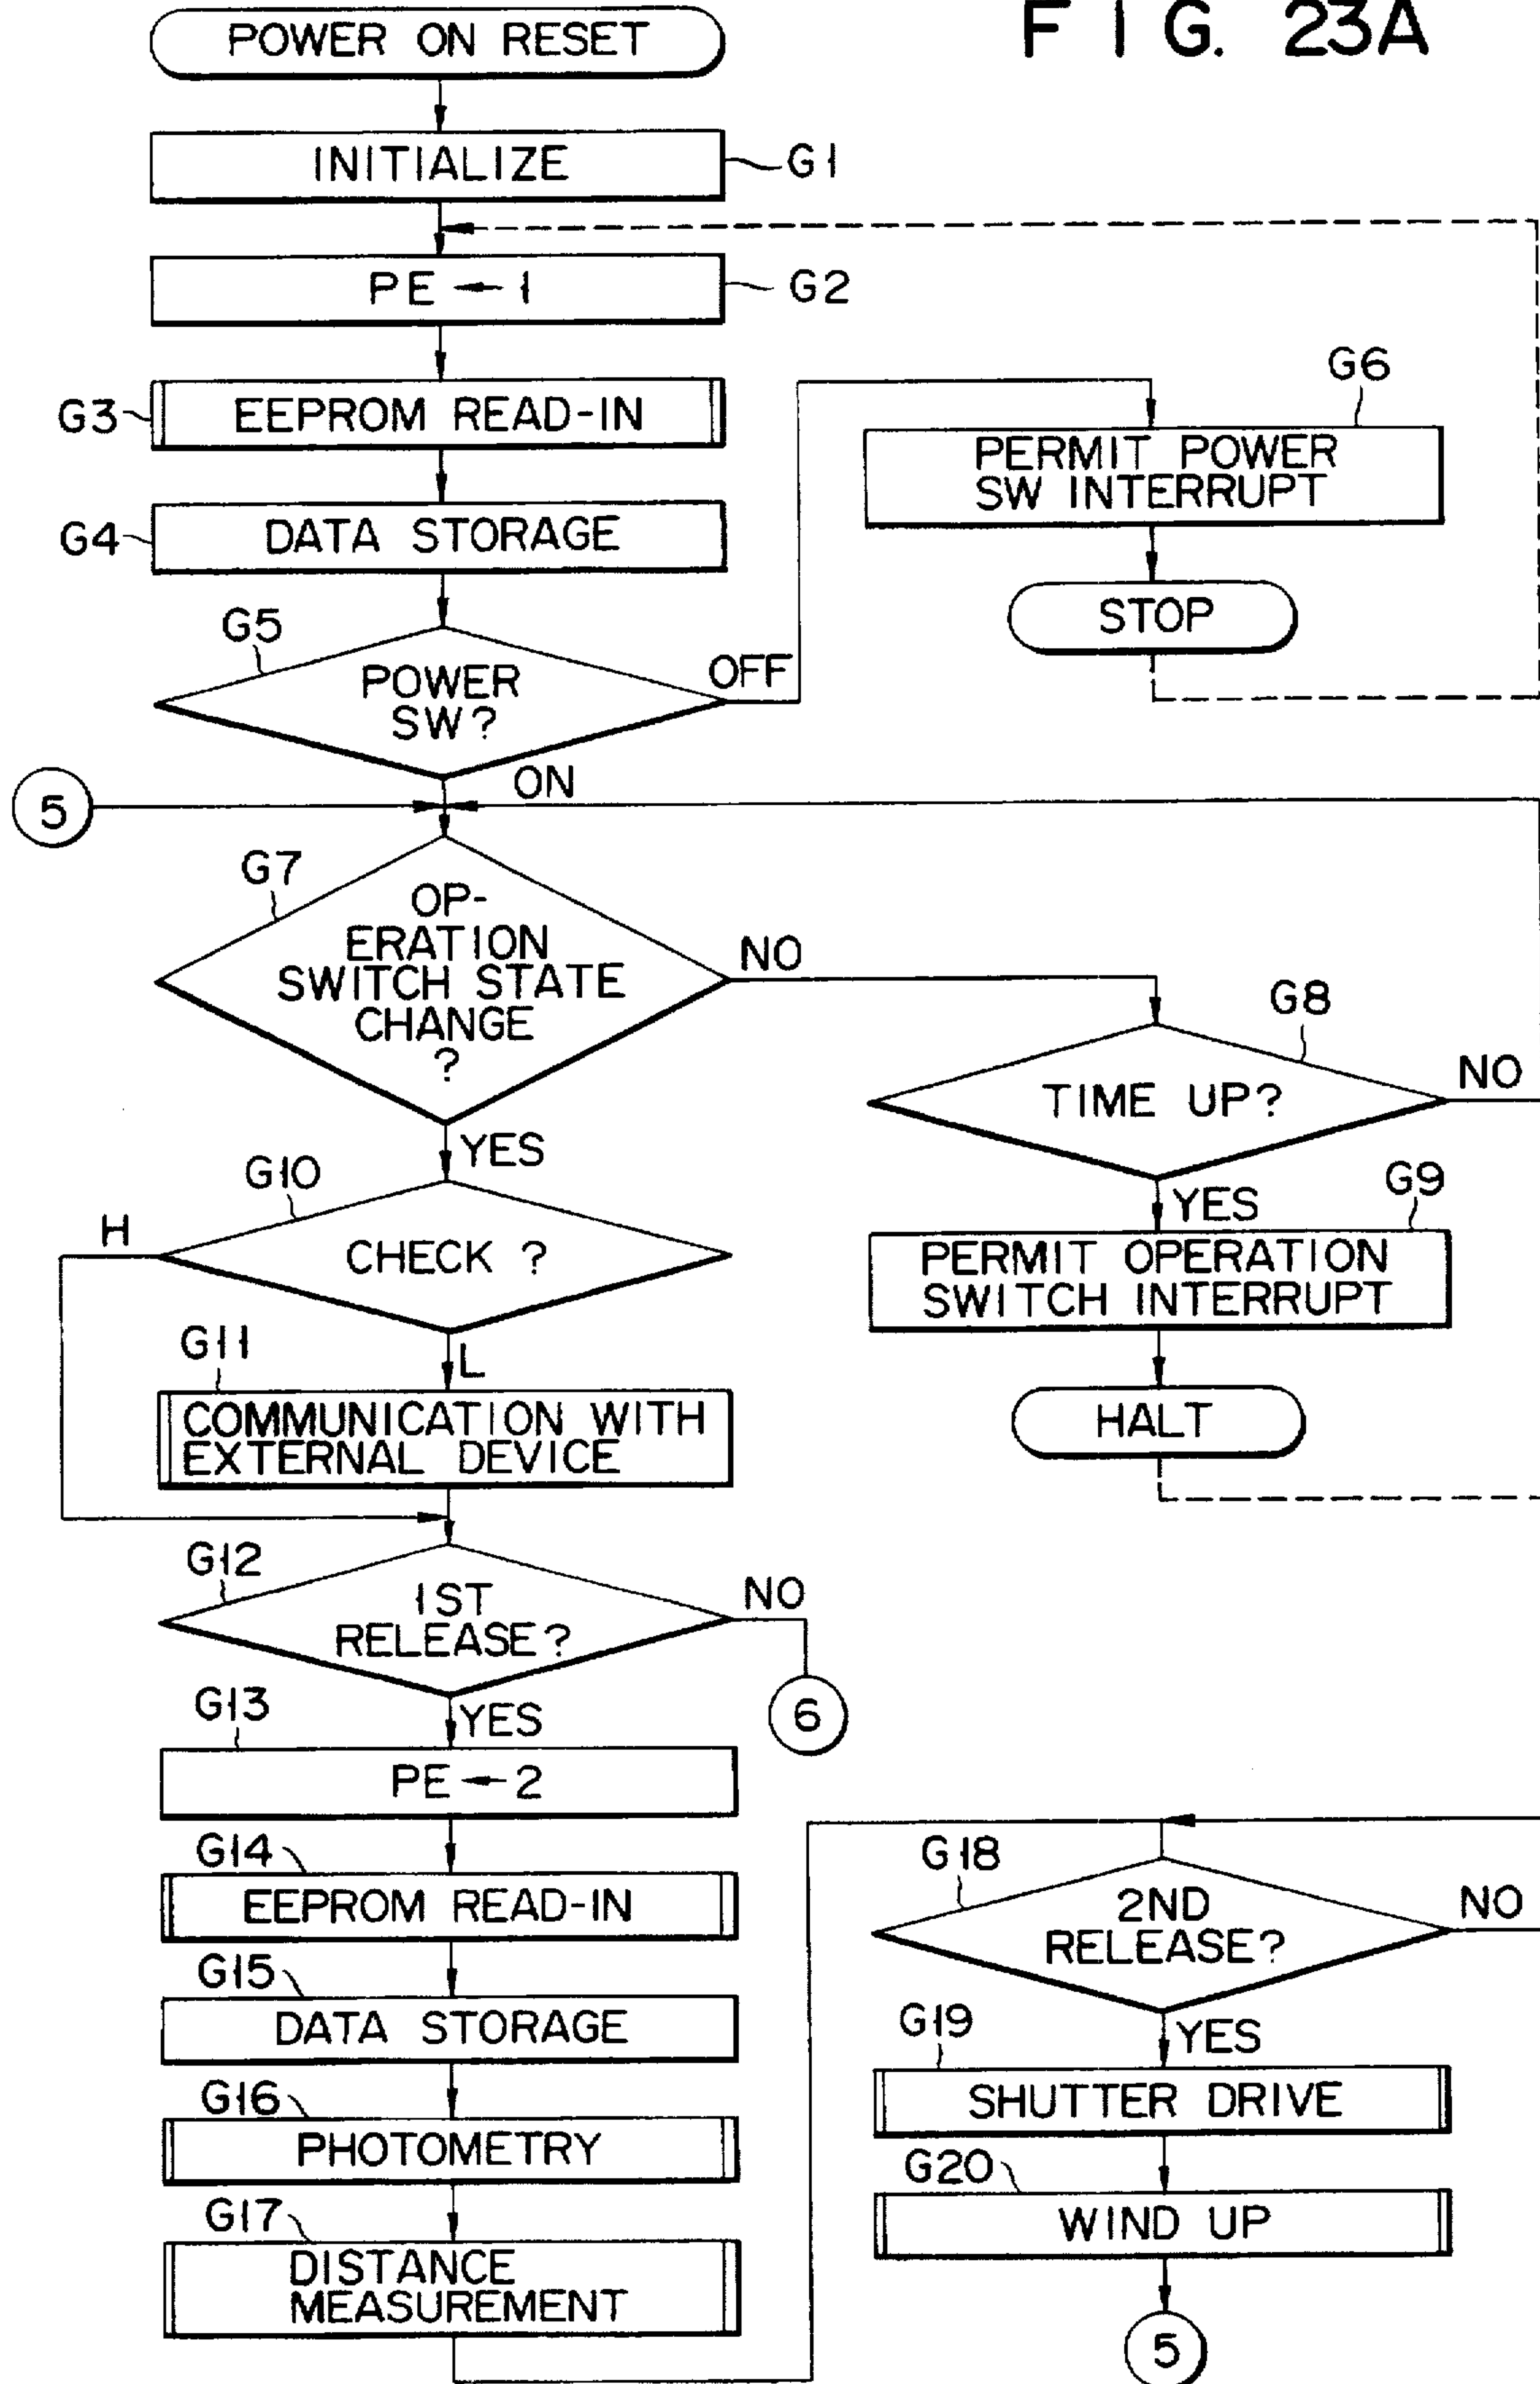 FIG. 23A
POWER ON RESET
INITIALIZE
G1
PE ← 1
G2
G3
EEPROM READ-IN
G4
DATA STORAGE
G5
POWER
SW?
OFF
ON
G6
PERMIT POWER
SW INTERRUPT
STOP
5
G7
OP-
ERATION
SWITCH STATE
CHANGE
?
NO
YES
G8
TIME UP?
NO
YES
G9
PERMIT OPERATION
SWITCH INTERRUPT
HALT
G10
CHECK ?
H
L
G11
COMMUNICATION WITH
EXTERNAL DEVICE
G12
1ST
RELEASE?
NO
6
YES
G13
PE ← 2
G14
EEPROM READ-IN
G15
DATA STORAGE
G16
PHOTOMETRY
G17
DISTANCE
MEASUREMENT
G18
2ND
RELEASE?
NO
YES
G19
SHUTTER DRIVE
G20
WIND UP
5